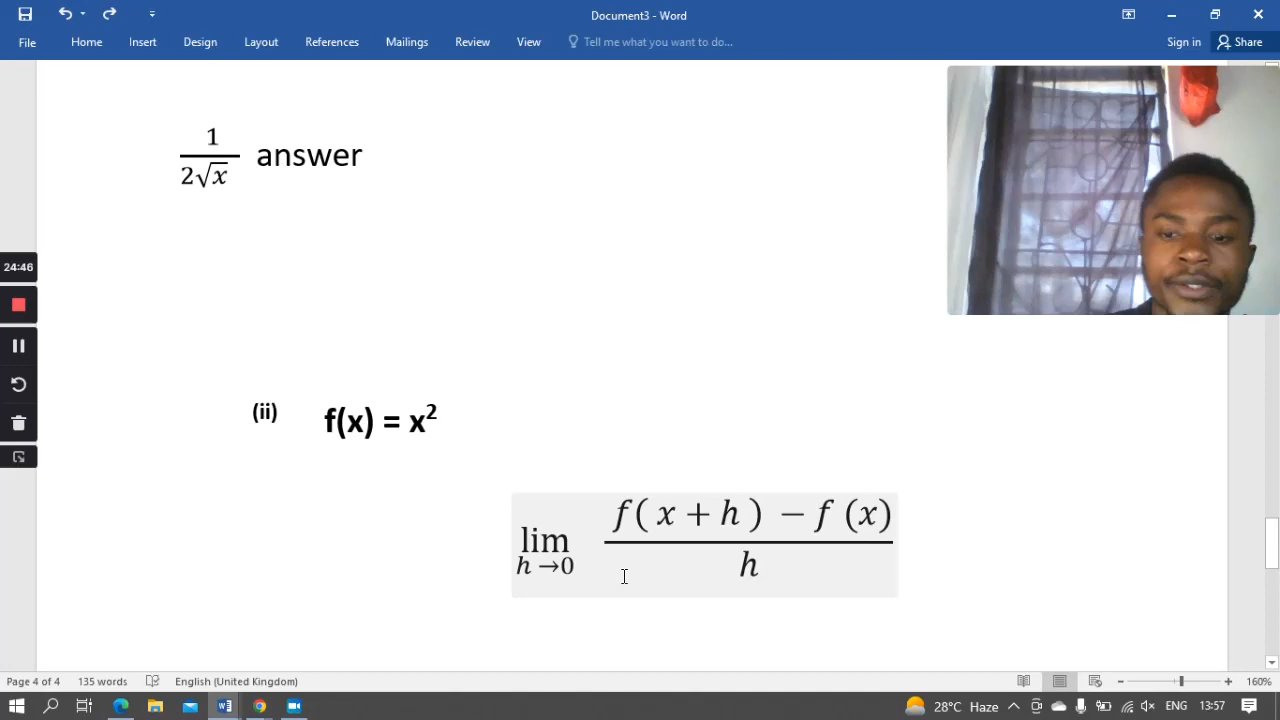 Document3 - Word
File Home Insert Design Layout References Mailings Review View Tell me what you want to do... Sign in Share
1
2√x
answer
24:46
(ii) f(x) = x²
f( x + h ) − f (x)
lim
h →0
h
Page 4 of 4 135 words English (United Kingdom) 160%
28°C Haze ENG 13:57